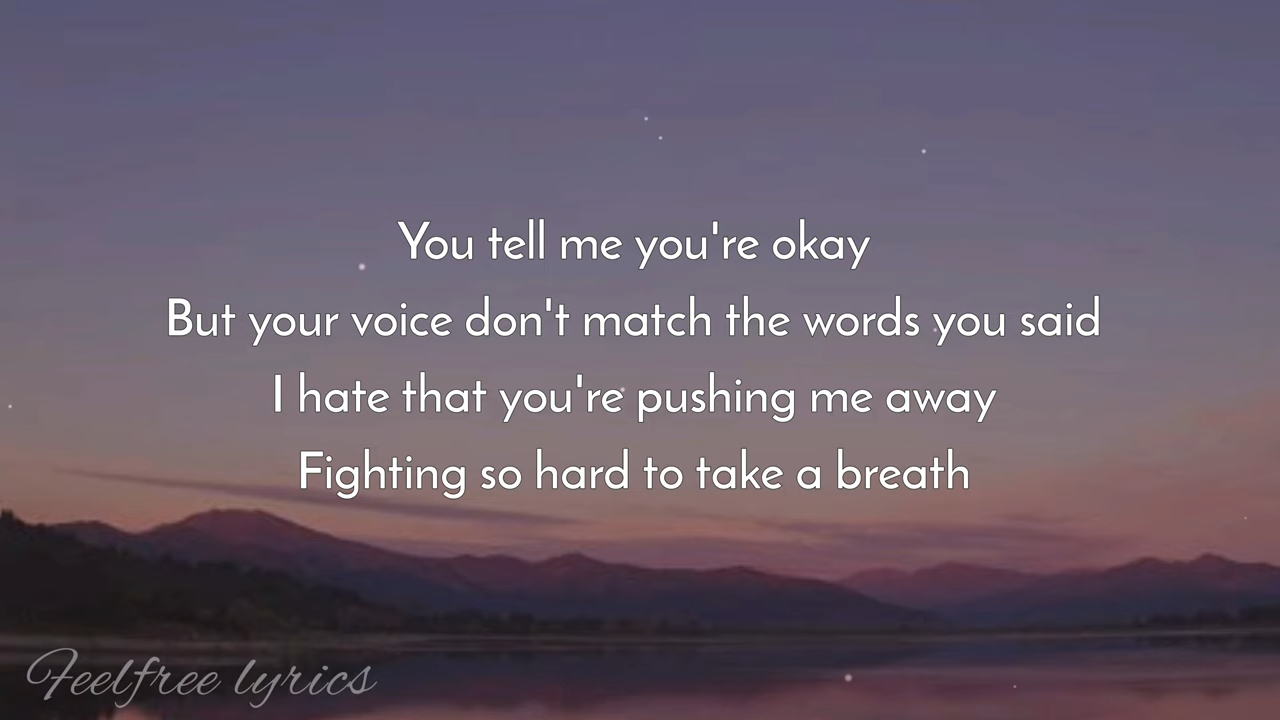 You tell me you're okay
But your voice don't match the words you said
I hate that you're pushing me away
Fighting so hard to take a breath
Feelfree lyrics